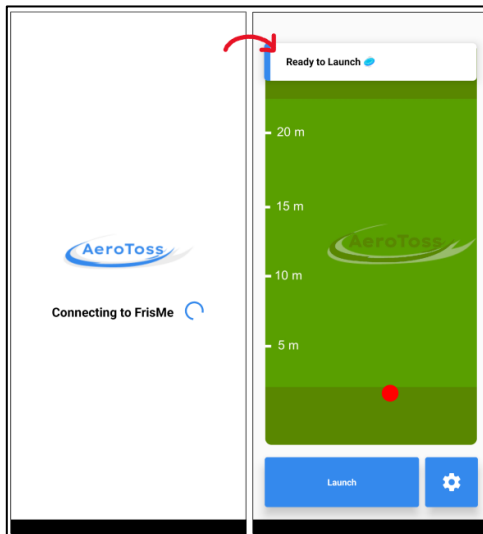 AeroToss
Connecting to FrisMe
Ready to Launch
20 m
15 m
AeroToss
10 m
5 m
Launch